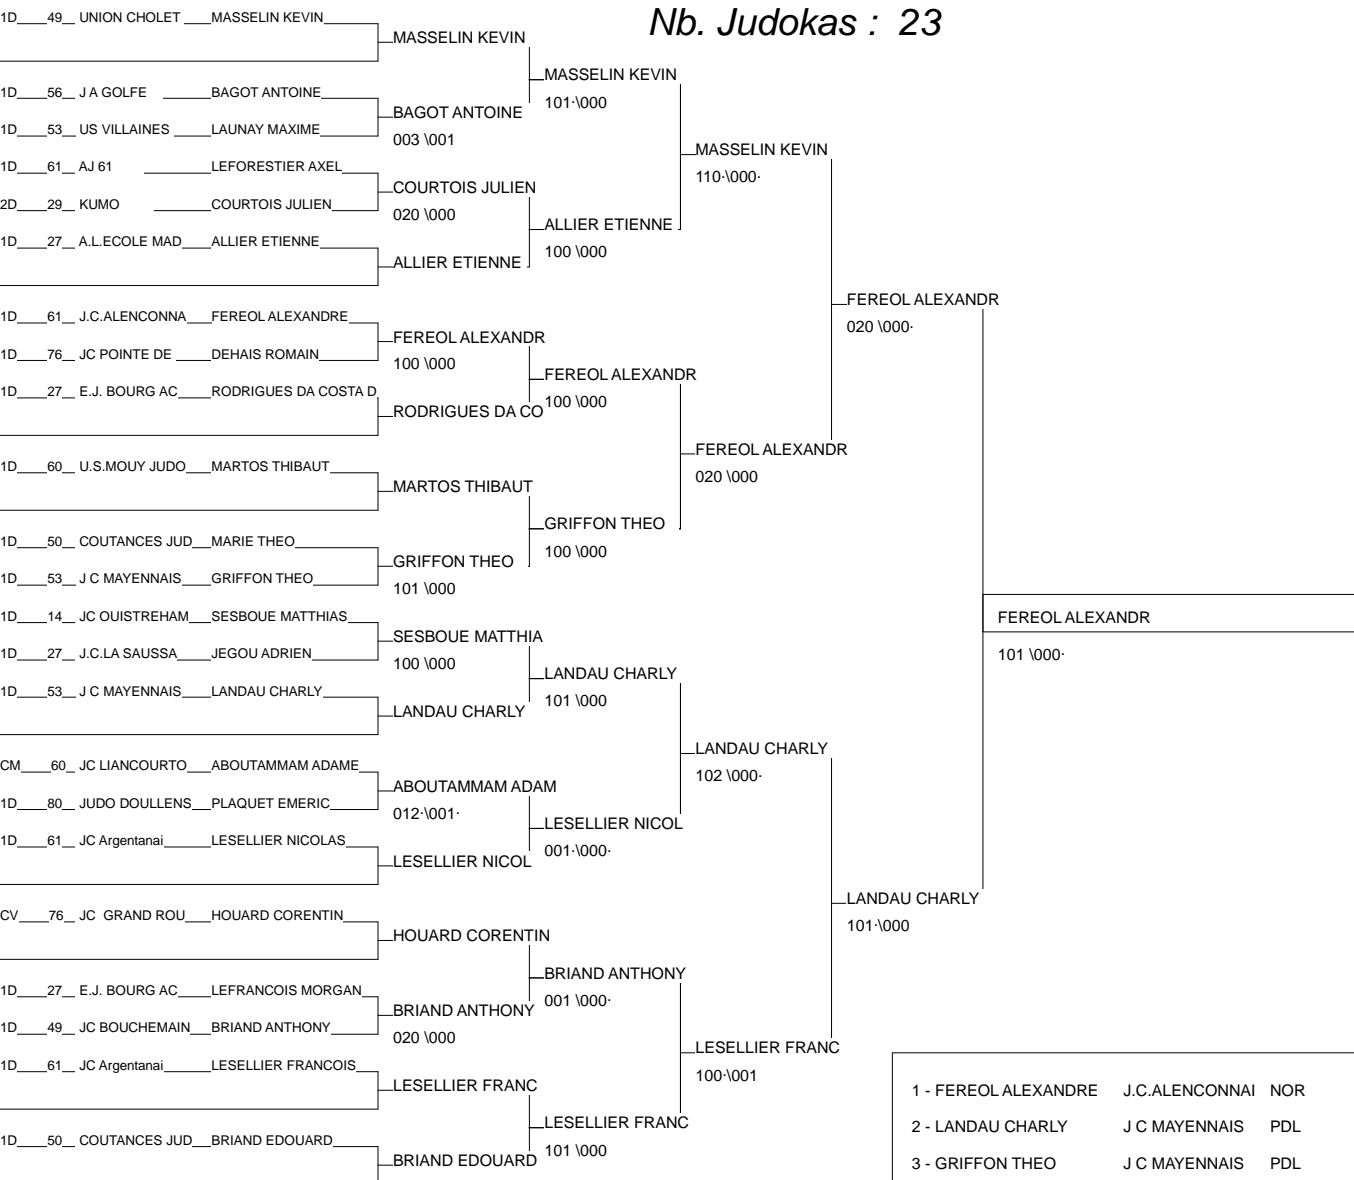 Nb. Judokas : 23
1D 49 UNION CHOLET MASSELIN KEVIN
MASSELIN KEVIN
MASSELIN KEVIN
101·\000
1D 56 J A GOLFE BAGOT ANTOINE
BAGOT ANTOINE
003 \001
1D 53 US VILLAINES LAUNAY MAXIME
MASSELIN KEVIN
110·\000·
1D 61 AJ 61 LEFORESTIER AXEL
COURTOIS JULIEN
020 \000
2D 29 KUMO COURTOIS JULIEN
ALLIER ETIENNE
100 \000
1D 27 A.L.ECOLE MAD ALLIER ETIENNE
ALLIER ETIENNE
FEREOL ALEXANDR
020 \000·
1D 61 J.C.ALENCONNA FEREOL ALEXANDRE
FEREOL ALEXANDR
100 \000
1D 76 JC POINTE DE DEHAIS ROMAIN
FEREOL ALEXANDR
100 \000
1D 27 E.J. BOURG AC RODRIGUES DA COSTA D
RODRIGUES DA CO
FEREOL ALEXANDR
020 \000
1D 60 U.S.MOUY JUDO MARTOS THIBAUT
MARTOS THIBAUT
GRIFFON THEO
100 \000
1D 50 COUTANCES JUD MARIE THEO
GRIFFON THEO
101 \000
1D 53 J C MAYENNAIS GRIFFON THEO
FEREOL ALEXANDR
101 \000·
1D 14 JC OUISTREHAM SESBOUE MATTHIAS
SESBOUE MATTHIA
100 \000
1D 27 J.C.LA SAUSSA JEGOU ADRIEN
LANDAU CHARLY
101 \000
1D 53 J C MAYENNAIS LANDAU CHARLY
LANDAU CHARLY
LANDAU CHARLY
102 \000·
CM 60 JC LIANCOURTO ABOUTAMMAM ADAME
ABOUTAMMAM ADAM
012·\001·
1D 80 JUDO DOULLENS PLAQUET EMERIC
LESELLIER NICOL
001·\000·
1D 61 JC Argentanai LESELLIER NICOLAS
LESELLIER NICOL
LANDAU CHARLY
101·\000
CV 76 JC GRAND ROU HOUARD CORENTIN
HOUARD CORENTIN
BRIAND ANTHONY
001 \000·
1D 27 E.J. BOURG AC LEFRANCOIS MORGAN
BRIAND ANTHONY
020 \000
1D 49 JC BOUCHEMAIN BRIAND ANTHONY
LESELLIER FRANC
100·\001
1D 61 JC Argentanai LESELLIER FRANCOIS
LESELLIER FRANC
LESELLIER FRANC
101 \000
1D 50 COUTANCES JUD BRIAND EDOUARD
BRIAND EDOUARD
1 - FEREOL ALEXANDRE J.C.ALENCONNAI NOR
2 - LANDAU CHARLY J C MAYENNAIS PDL
3 - GRIFFON THEO J C MAYENNAIS PDL